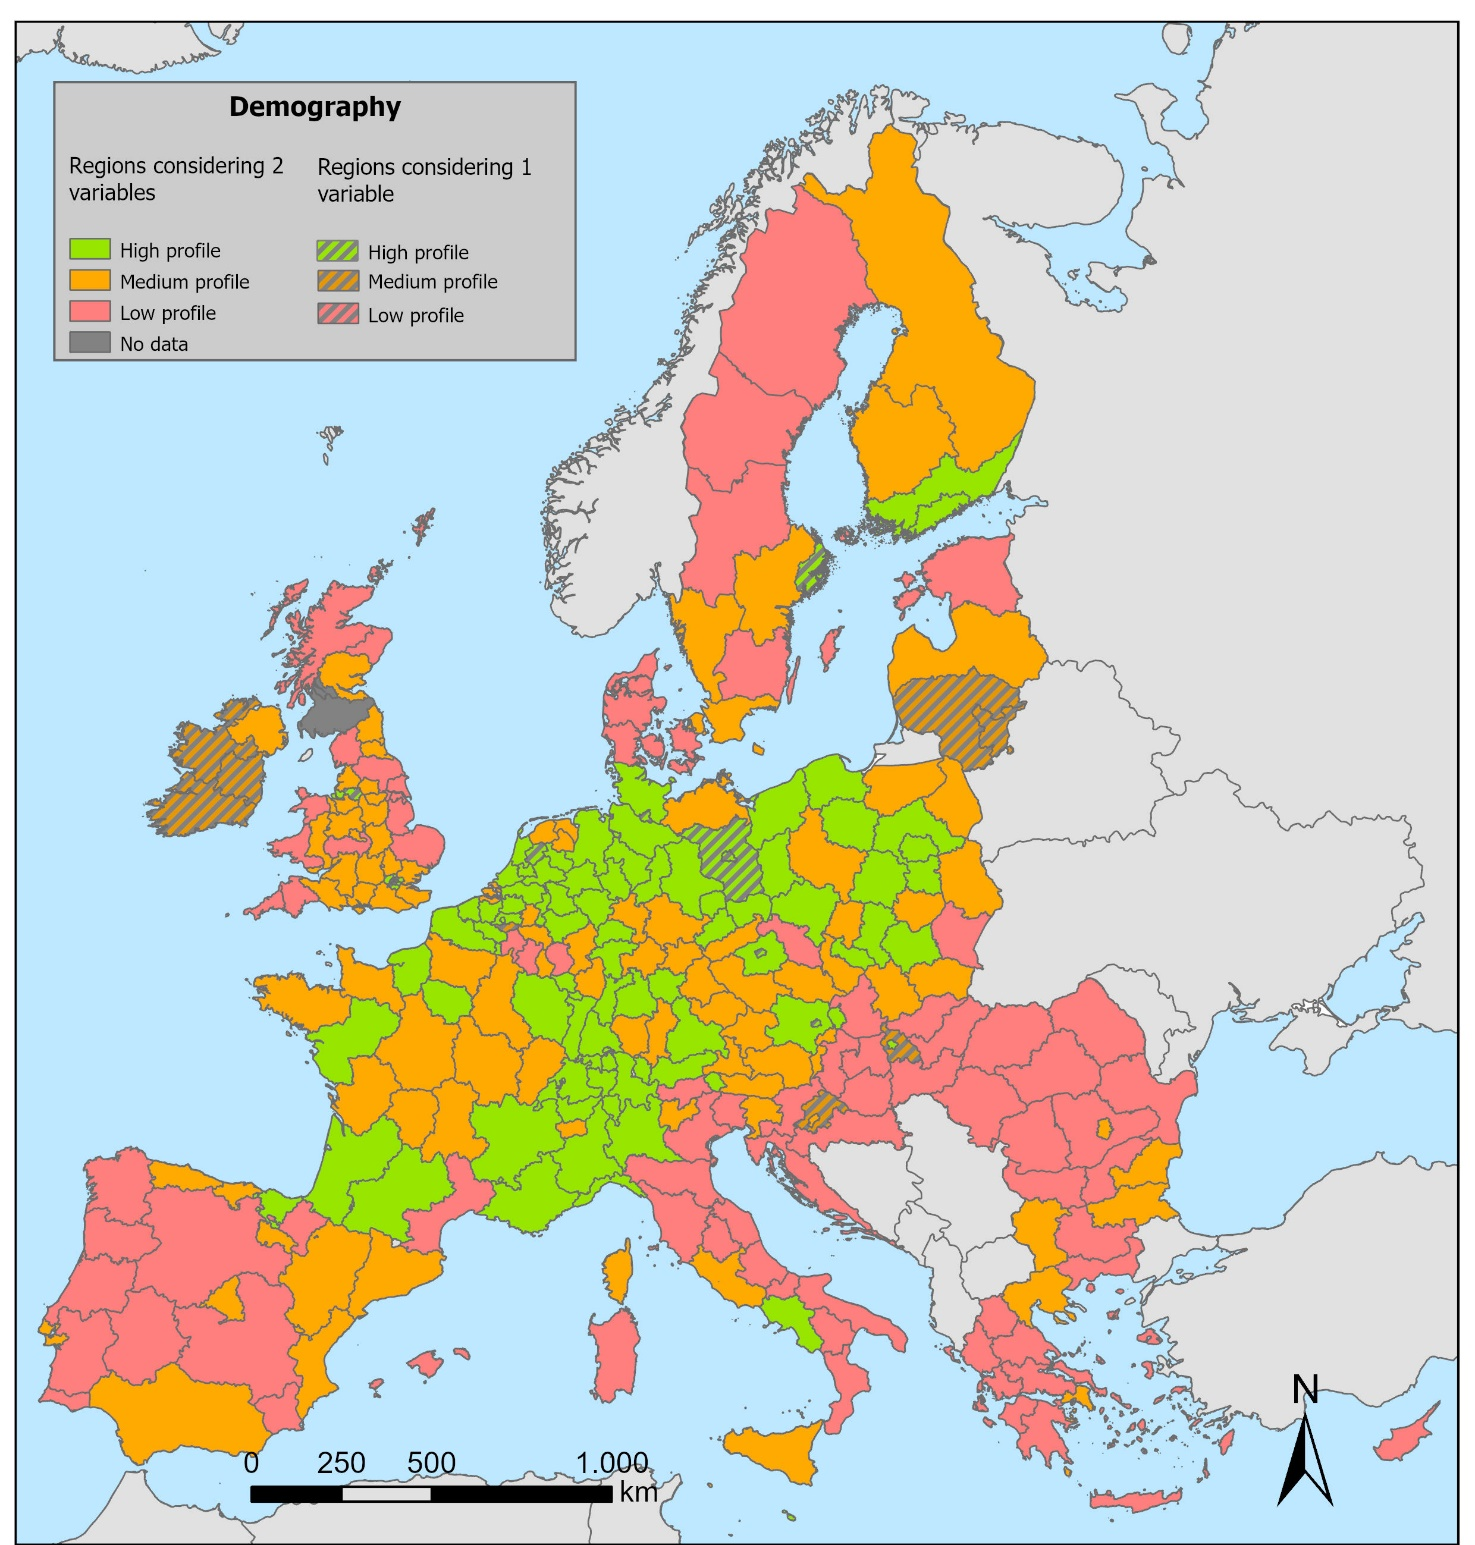 Demography
Regions considering 2
variables
High profile
Medium profile
Low profile
No data
Regions considering 1
variable
High profile
Medium profile
Low profile
N
0 250 500 1.000
km